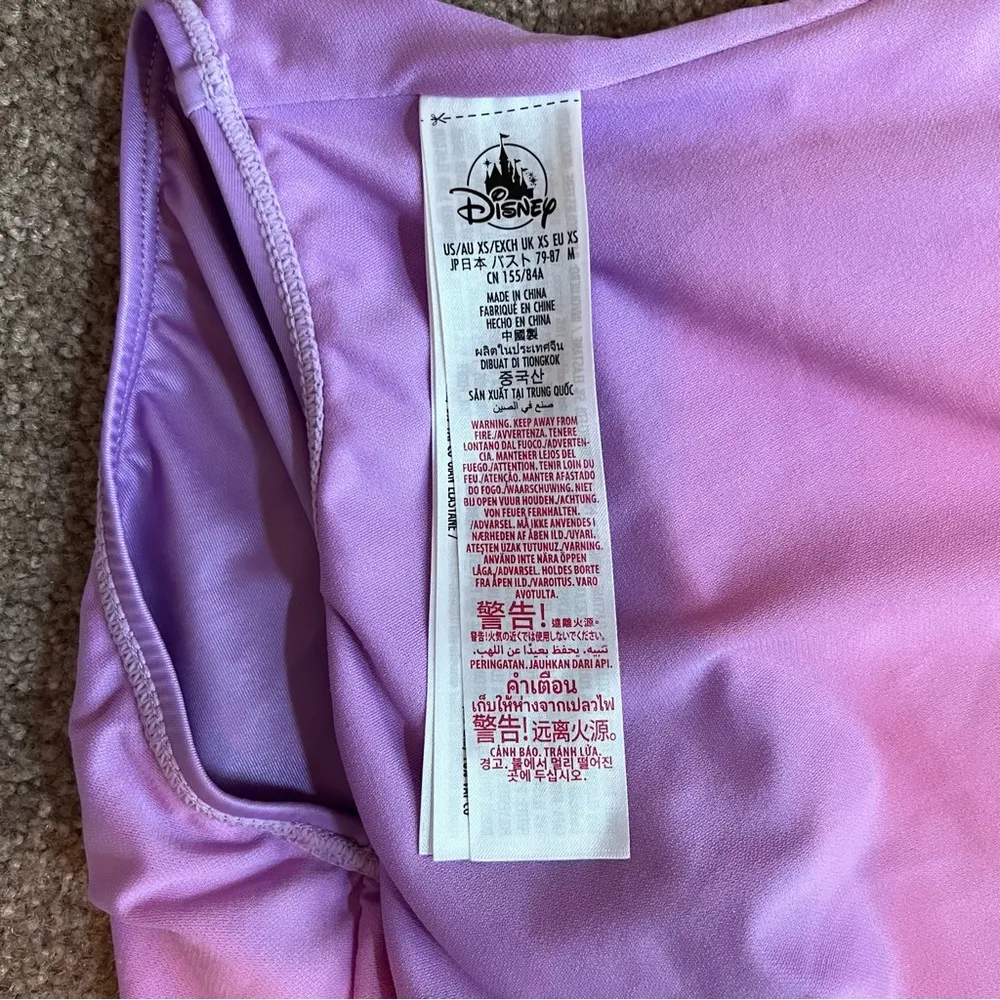 Disney
US/AU XS/EXCH UK XS EU XS
JP日本 バスト 79-87 M
CN 155/84A
MADE IN CHINA
FABRIQUÉ EN CHINE
HECHO EN CHINA
中國製
ผลิตในประเทศจีน
DIBUAT DI TIONGKOK
중국산
SẢN XUẤT TẠI TRUNG QUỐC
صنع في الصين
WARNING. KEEP AWAY FROM
FIRE./AVVERTENZA. TENERE
LONTANO DAL FUOCO./ADVERTEN-
CIA. MANTENER LEJOS DEL
FUEGO./ATTENTION. TENIR LOIN DU
FEU./ATENÇÃO. MANTER AFASTADO
DO FOGO./WAARSCHUWING. NIET
BIJ OPEN VUUR HOUDEN./ACHTUNG.
VON FEUER FERNHALTEN.
/ADVARSEL. MÅ IKKE ANVENDES I
NÆRHEDEN AF ÅBEN ILD./UYARI.
ATEŞTEN UZAK TUTUNUZ./VARNING.
ANVÄND INTE NÄRA ÖPPEN
LÅGA./ADVARSEL. HOLDES BORTE
FRA ÅPEN ILD./VAROITUS. VARO
AVOTULTA.
警告! 遠離火源。
警告!火気の近くでは使用しないでください。
تنبيه. يحفظ بعيدًا عن اللهب.
PERINGATAN. JAUHKAN DARI API.
คำเตือน
เก็บให้ห่างจากเปลวไฟ
警告! 远离火源。
CẢNH BÁO. TRÁNH LỬA.
경고. 불에서 멀리 떨어진
곳에 두십시오.
ELASTANE /